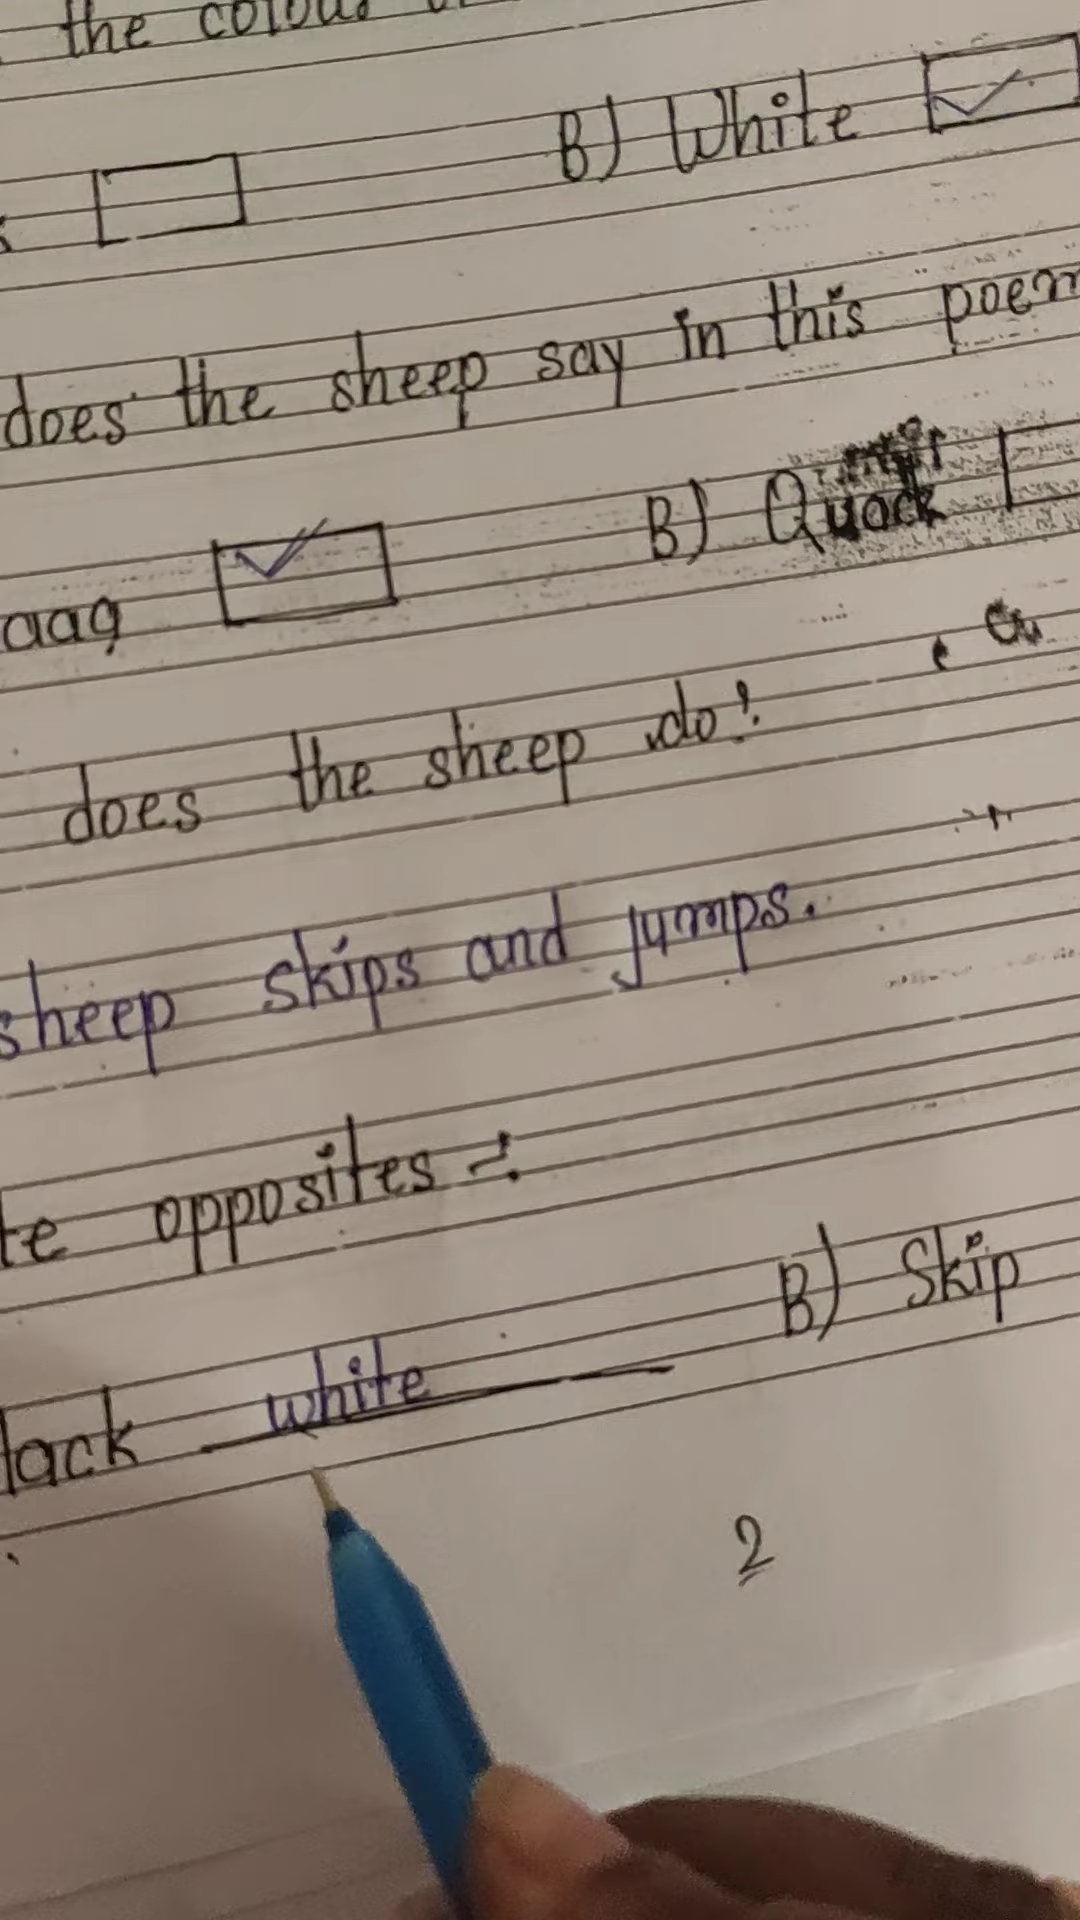 the colou
B) White
does the sheep say in this poem
aag B) Quack
does the sheep do?
sheep skips and jumps.
te opposites :-
lack white B) Skip
2